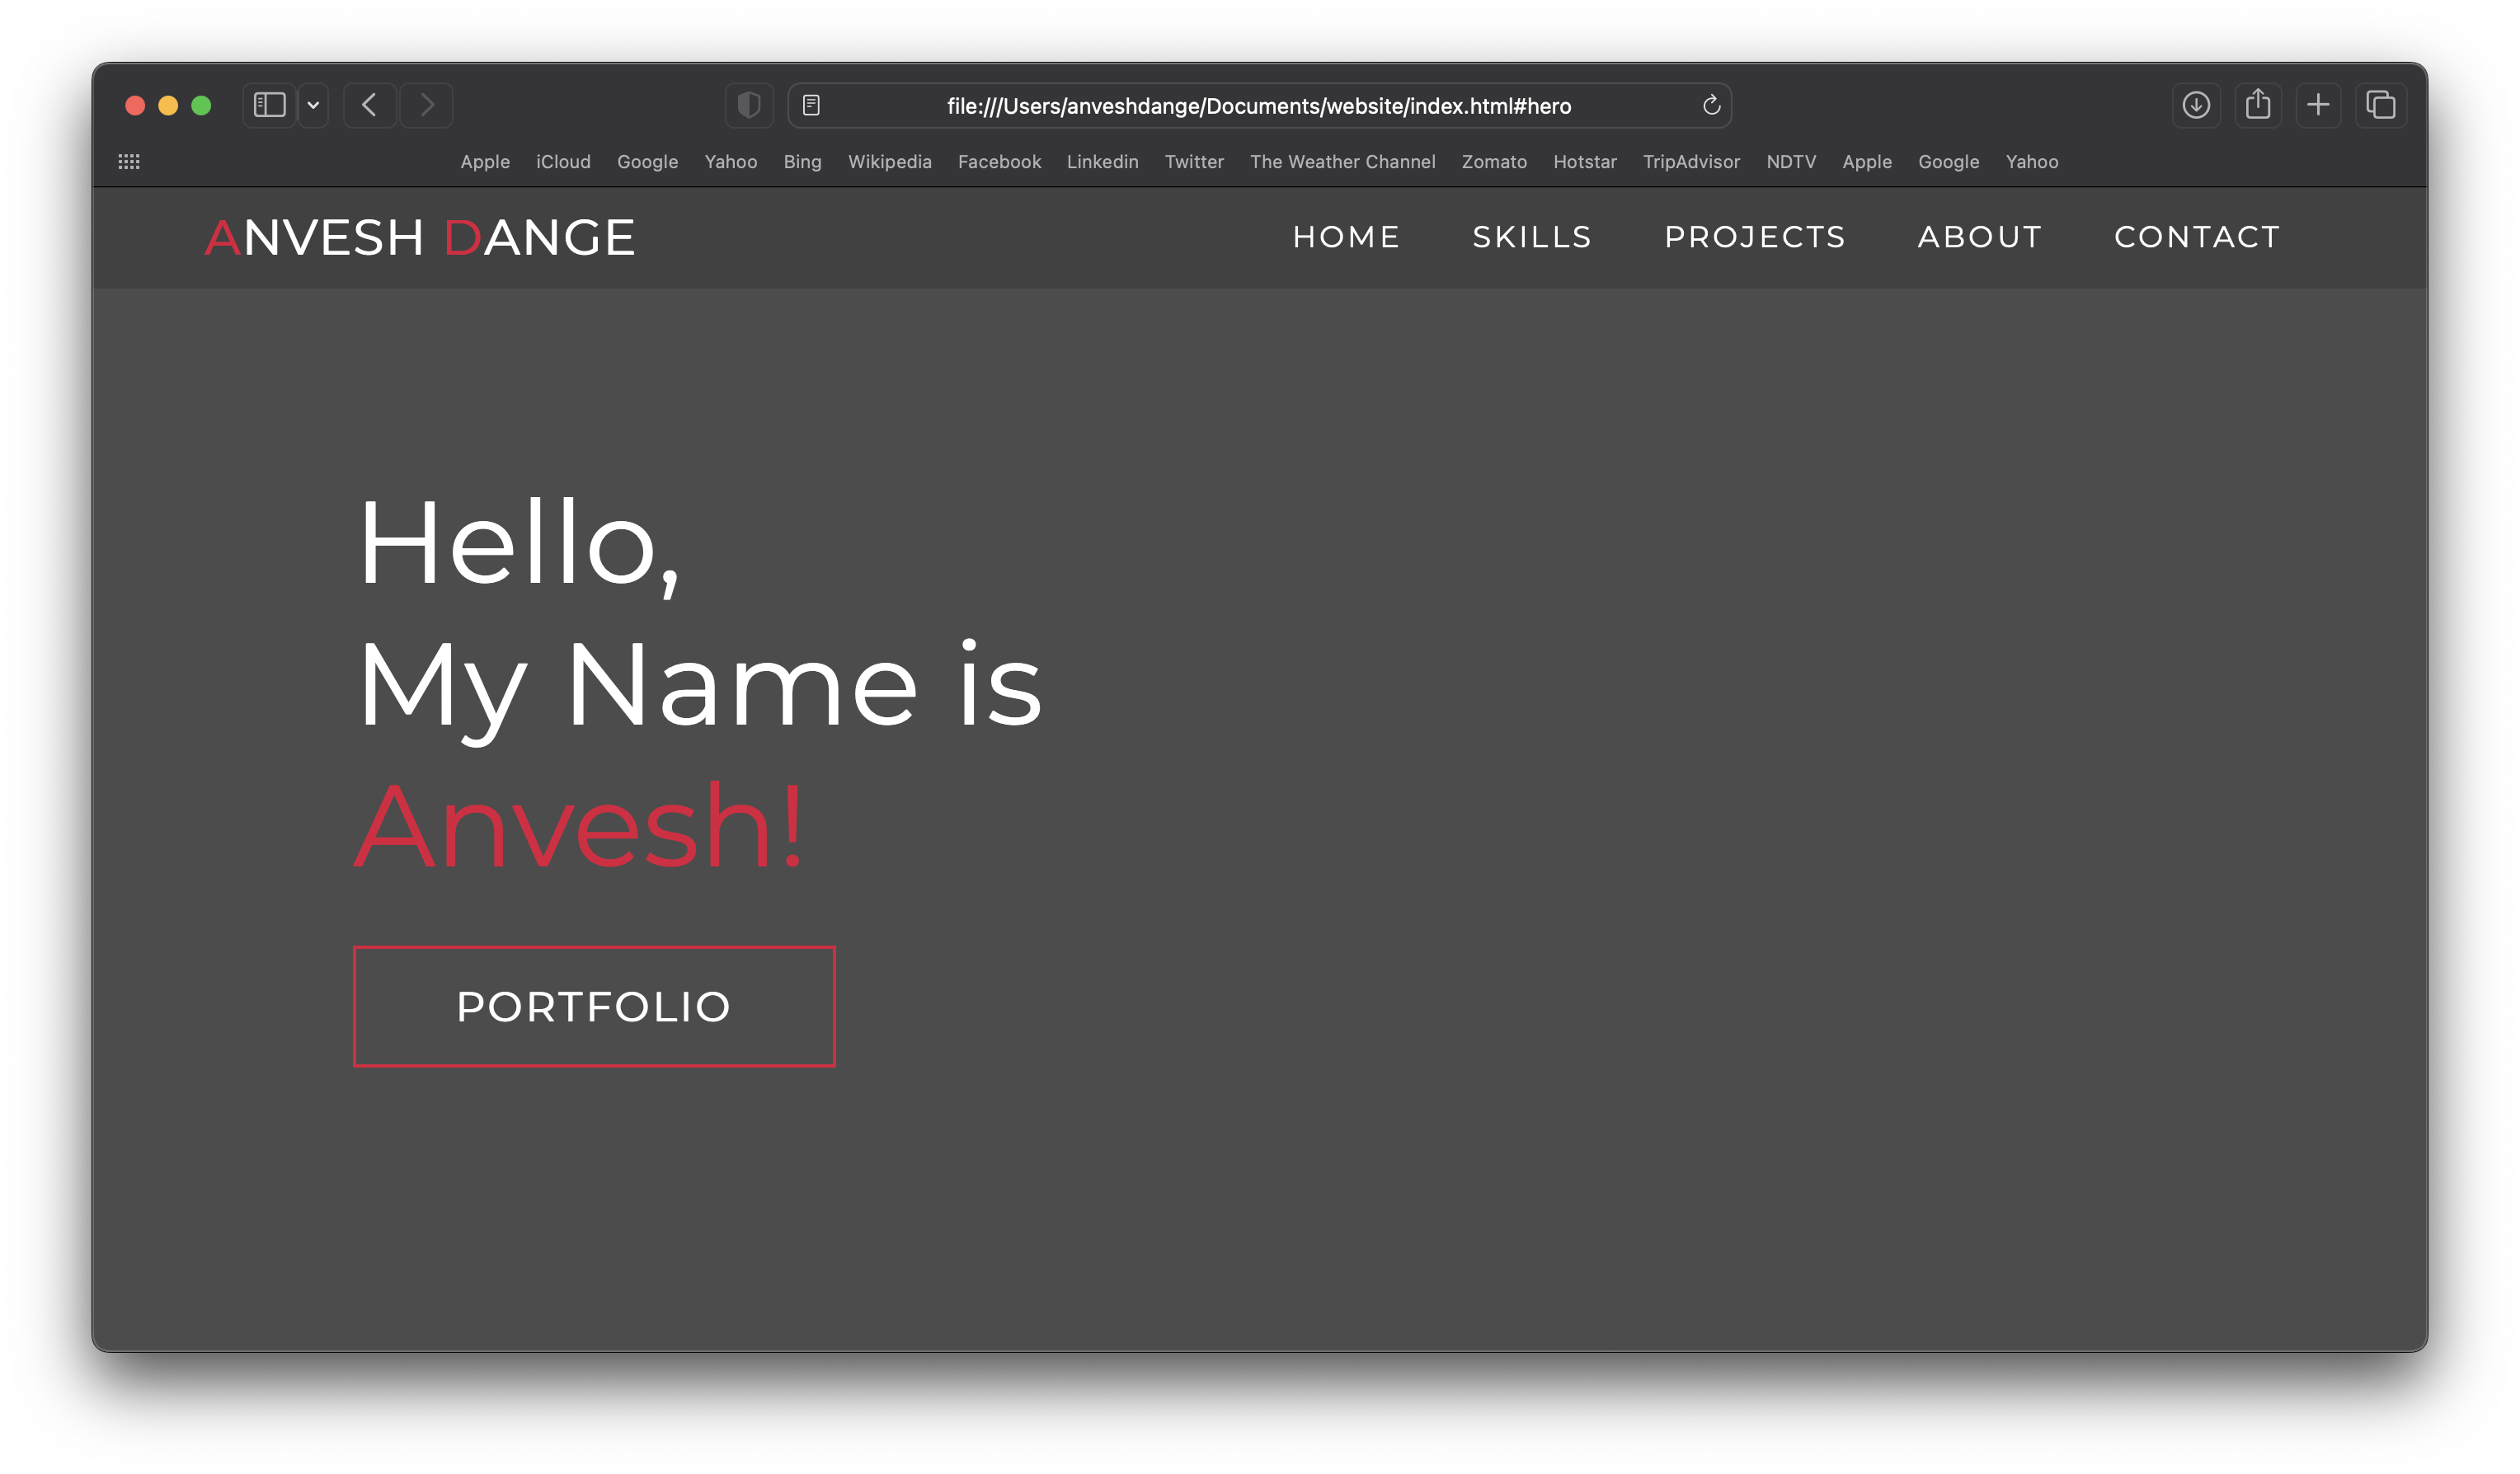 file:///Users/anveshdange/Documents/website/index.html#hero
Apple iCloud Google Yahoo Bing Wikipedia Facebook Linkedin Twitter The Weather Channel Zomato Hotstar TripAdvisor NDTV Apple Google Yahoo
ANVESH DANGE HOME SKILLS PROJECTS ABOUT CONTACT
Hello,
My Name is
Anvesh!
PORTFOLIO